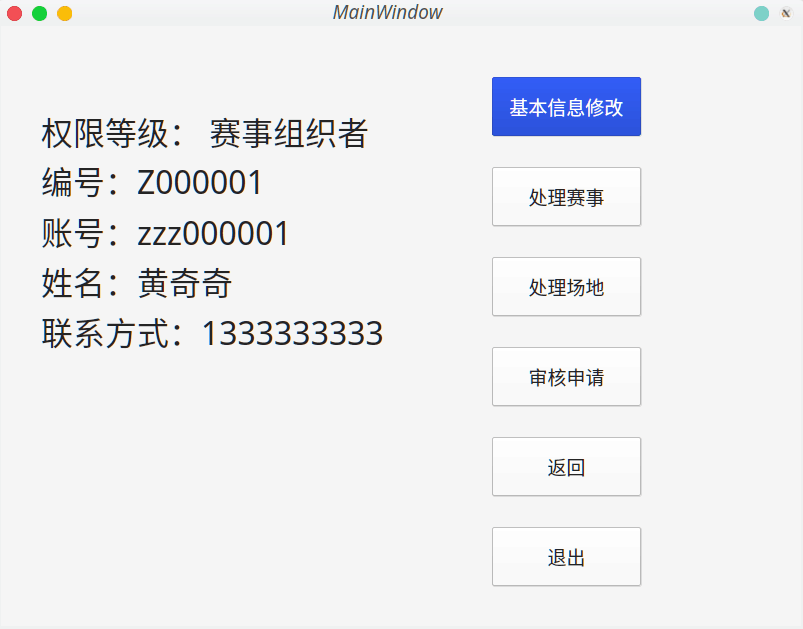 MainWindow
权限等级： 赛事组织者
编号：Z000001
账号：zzz000001
姓名：黄奇奇
联系方式：1333333333
基本信息修改
处理赛事
处理场地
审核申请
返回
退出